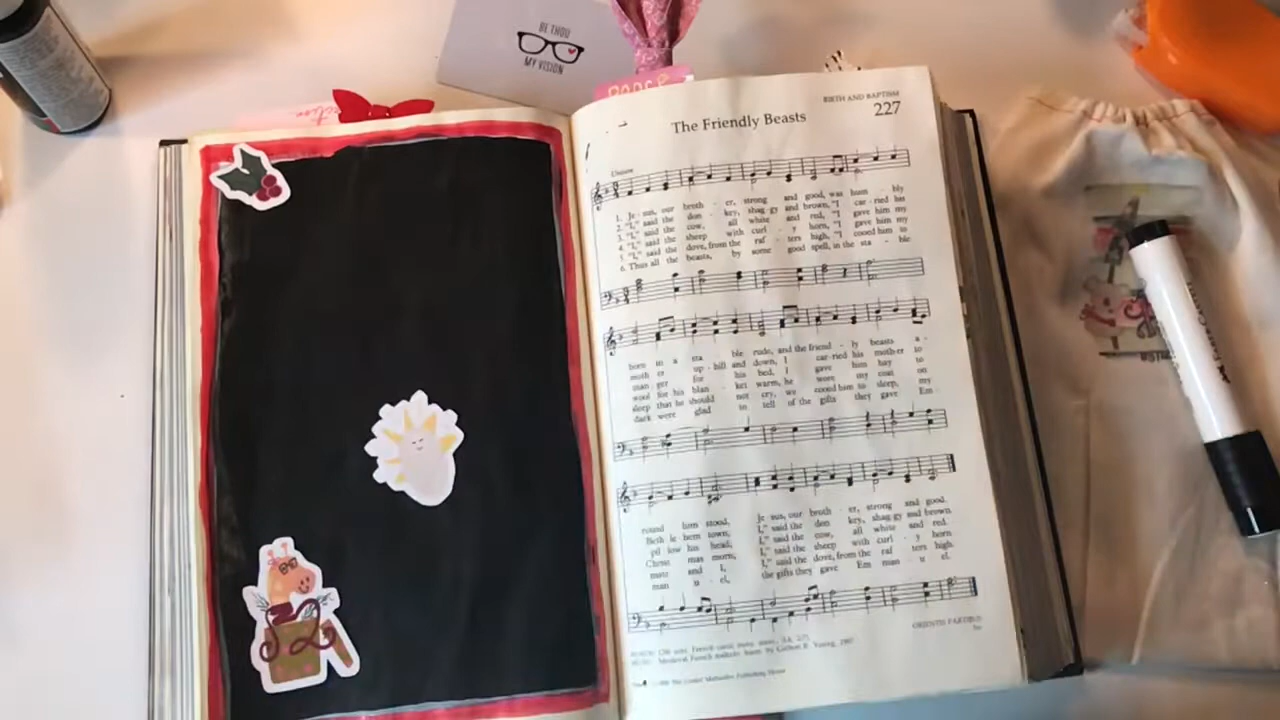 BE THOU
MY VISION
BIRTH AND BAPTISM
227
The Friendly Beasts
Unison
1. Je - sus, our broth - er, strong and good, was hum - bly
2. "I," said the don - key, shag-gy and brown, "I car - ried his
3. "I," said the cow, all white and red, "I gave him my
4. "I," said the sheep with curl - y horn, "I gave him my
5. "I," said the dove, from the raf - ters high, "I cooed him to
6. Thus all the beasts, by some good spell, in the sta - ble
born in a sta - ble rude, and the friend - ly beasts a -
moth - er up - hill and down, I car-ried his mother to
man - ger for his bed, I gave him hay to
wool for his blan - ket warm, he wore my coat on
sleep that he should not cry, we cooed him to sleep, my
dark were glad to tell of the gifts they gave Em -
round him stood, Je - sus, our broth - er, strong and good.
Beth - le - hem town; I," said the don - key, shag-gy and brown.
pil - low his head; I," said the cow, all white and red.
Christ - mas morn; I," said the sheep with curl - y horn.
mate and I, I," said the dove, from the raf - ters high.
man - u - el, the gifts they gave Em - man - u - el.
ORIENTIS PARTIBUS